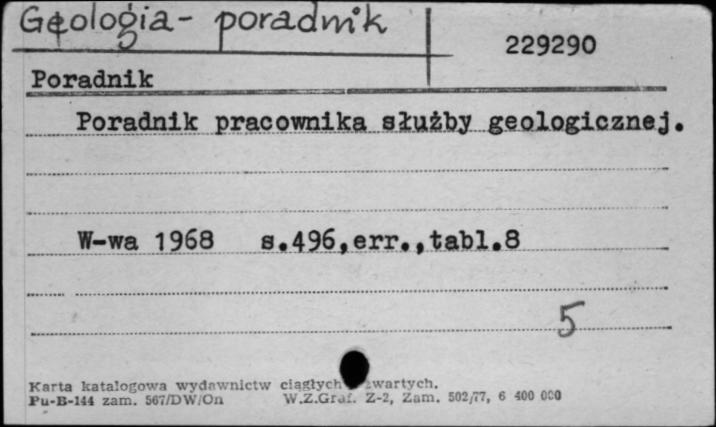 Geologia - poradnik
229290
Poradnik
Poradnik pracownika służby geologicznej.
W-wa 1968 s.496,err.,tabl.8
5
Karta katalogowa wydawnictw ciągłych zwartych.
Pu-B-144 zam. 567/DW/On W.Z.Graf. Z-2, Zam. 502/77, 6 400 000